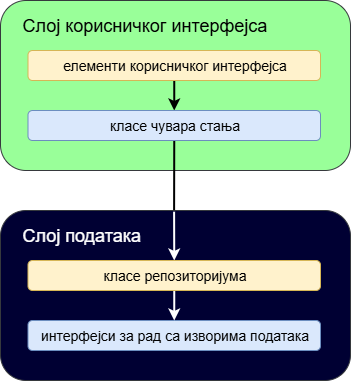 Слој корисничког интерфејса
елементи корисничког интерфејса
класе чувара стања
Слој података
класе репозиторијума
интерфејси за рад са изворима података